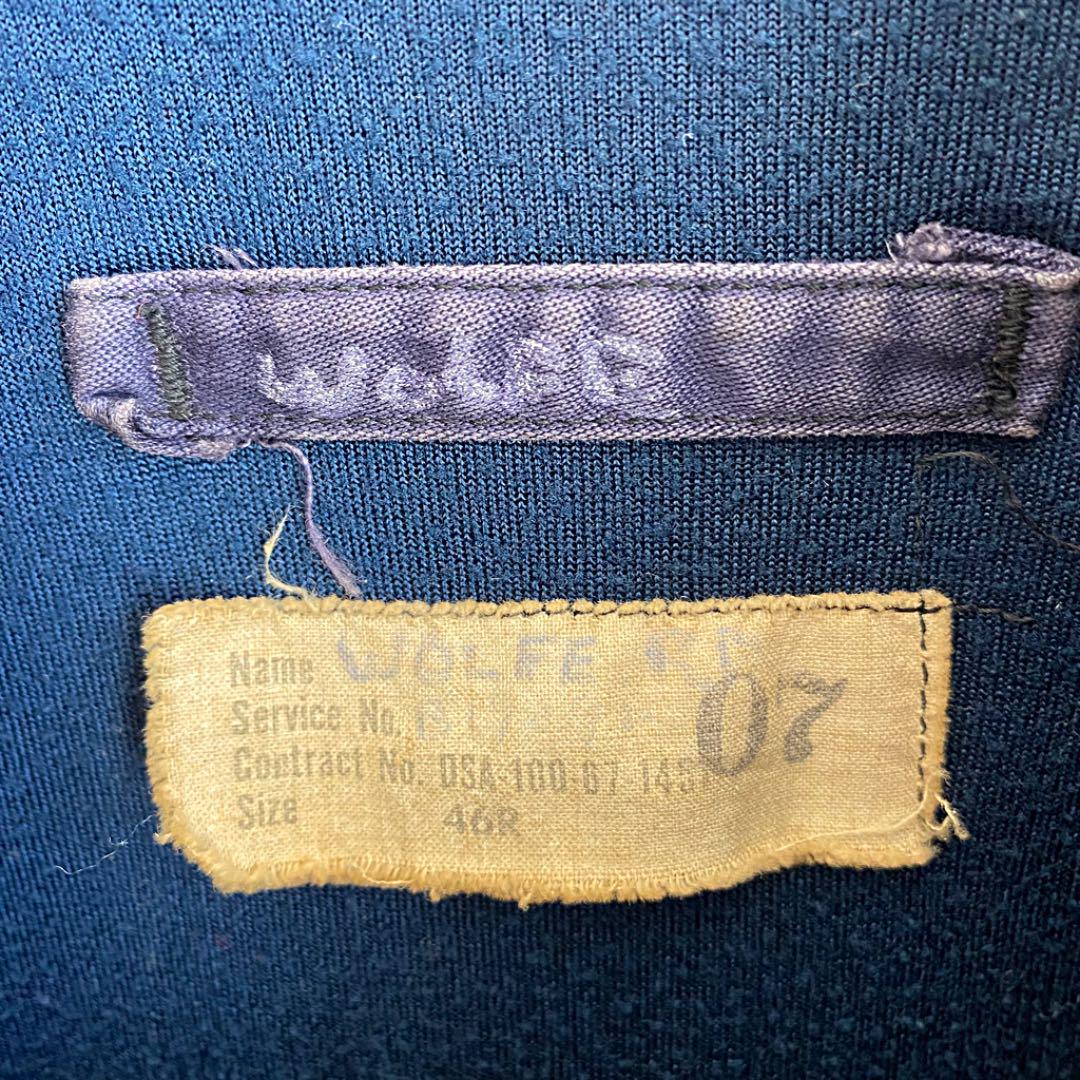 WOLFE
Name WOLFE
Service No. 07
Contract No. DSA-100-67-
Size 46R